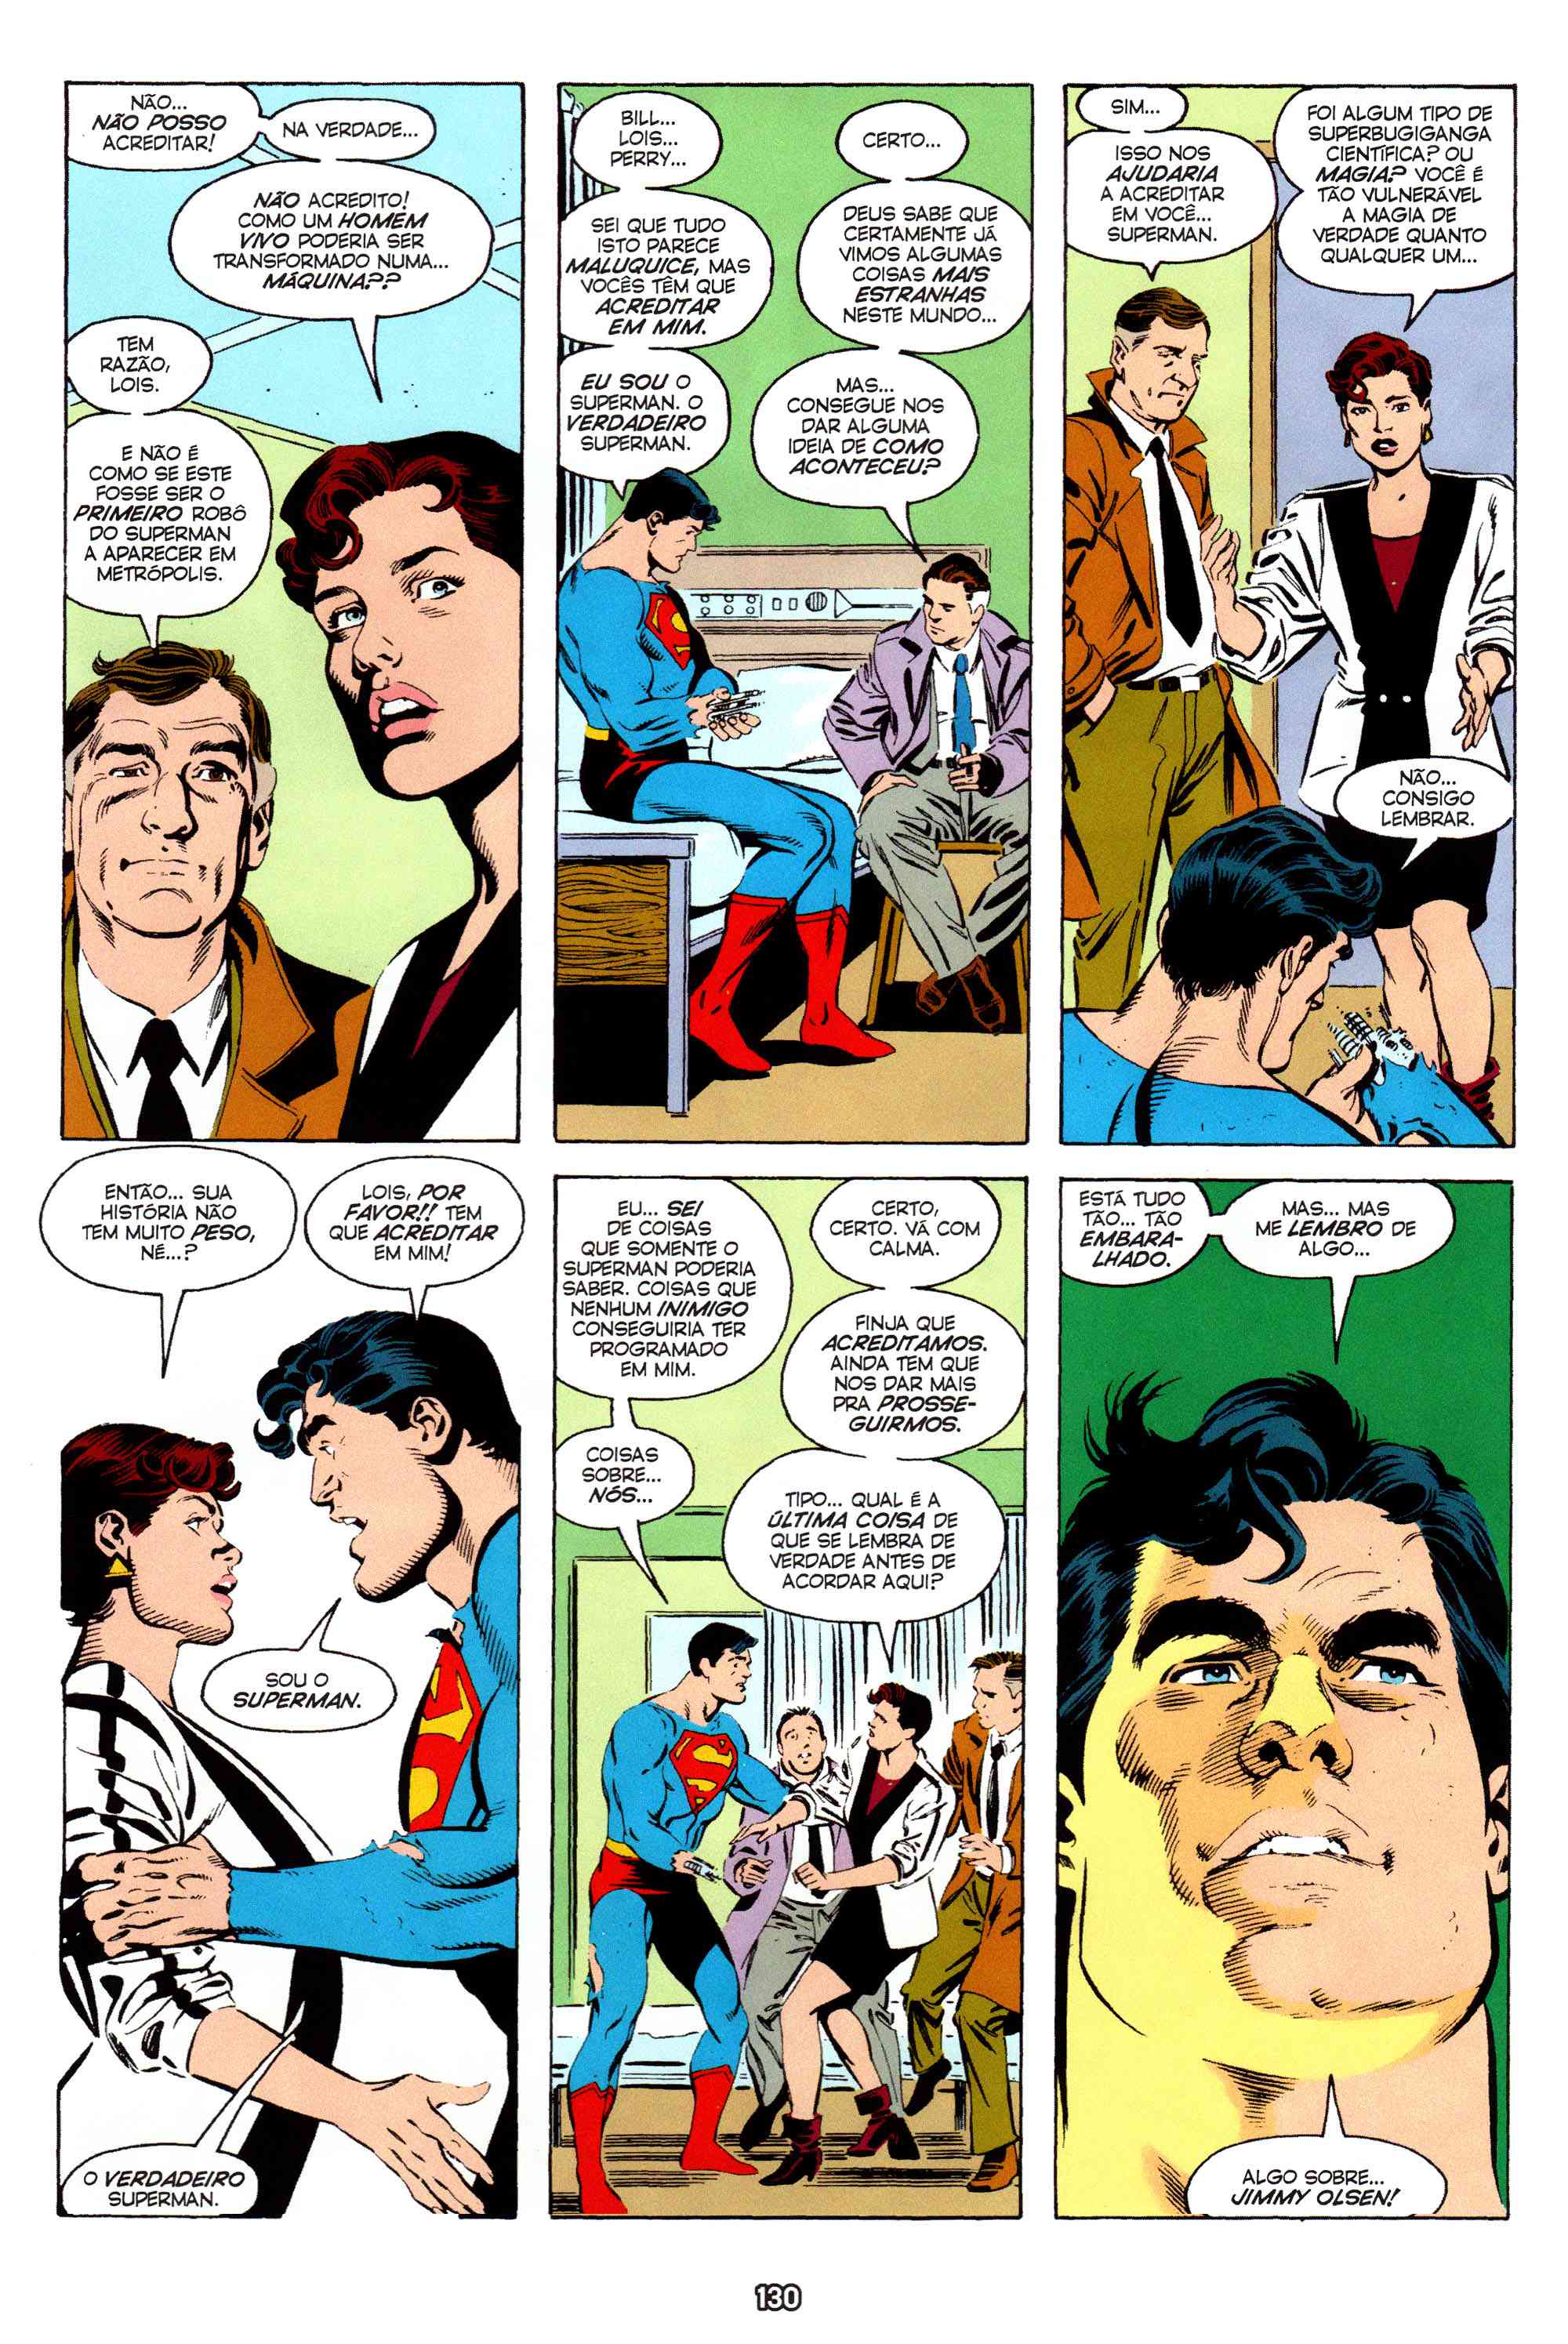 NÃO...
NÃO POSSO
ACREDITAR!
NA VERDADE...
NÃO ACREDITO!
COMO UM HOMEM
VIVO PODERIA SER
TRANSFORMADO NUMA...
MÁQUINA??
TEM
RAZÃO,
LOIS.
E NÃO É
COMO SE ESTE
FOSSE SER O
PRIMEIRO ROBÔ
DO SUPERMAN
A APARECER EM
METRÓPOLIS.
BILL...
LOIS...
PERRY...
SEI QUE TUDO
ISTO PARECE
MALUQUICE, MAS
VOCÊS TÊM QUE
ACREDITAR
EM MIM.
EU SOU O
SUPERMAN. O
VERDADEIRO
SUPERMAN.
CERTO...
DEUS SABE QUE
CERTAMENTE JÁ
VIMOS ALGUMAS
COISAS MAIS
ESTRANHAS
NESTE MUNDO...
MAS...
CONSEGUE NOS
DAR ALGUMA
IDEIA DE COMO
ACONTECEU?
SIM...
ISSO NOS
AJUDARIA
A ACREDITAR
EM VOCÊ...
SUPERMAN.
FOI ALGUM TIPO DE
SUPERBUGIGANGA
CIENTÍFICA? OU
MAGIA? VOCÊ É
TÃO VULNERÁVEL
A MAGIA DE
VERDADE QUANTO
QUALQUER UM...
NÃO...
CONSIGO
LEMBRAR.
ENTÃO... SUA
HISTÓRIA NÃO
TEM MUITO PESO,
NÉ...?
LOIS, POR
FAVOR!! TEM
QUE ACREDITAR
EM MIM!
SOU O
SUPERMAN.
O VERDADEIRO
SUPERMAN.
EU... SEI
DE COISAS
QUE SOMENTE O
SUPERMAN PODERIA
SABER. COISAS QUE
NENHUM INIMIGO
CONSEGUIRIA TER
PROGRAMADO
EM MIM.
COISAS
SOBRE...
NÓS...
CERTO,
CERTO. VÁ COM
CALMA.
FINJA QUE
ACREDITAMOS.
AINDA TEM QUE
NOS DAR MAIS
PRA PROSSE-
GUIRMOS.
TIPO... QUAL É A
ÚLTIMA COISA DE
QUE SE LEMBRA DE
VERDADE ANTES DE
ACORDAR AQUI?
ESTÁ TUDO
TÃO... TÃO
EMBARA-
LHADO.
MAS... MAS
ME LEMBRO DE
ALGO...
ALGO SOBRE...
JIMMY OLSEN!
130